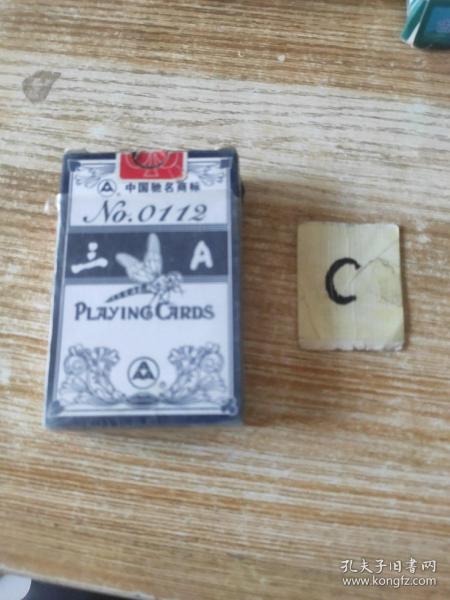 中国驰名商标
No.0112
三 A
PLAYING CARDS
C
孔夫子旧书网
www.kongfz.com